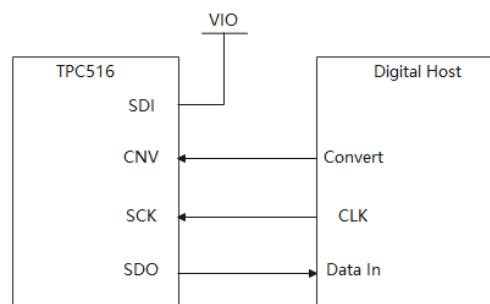 VIO
TPC516
Digital Host
SDI
CNV
Convert
SCK
CLK
SDO
Data In